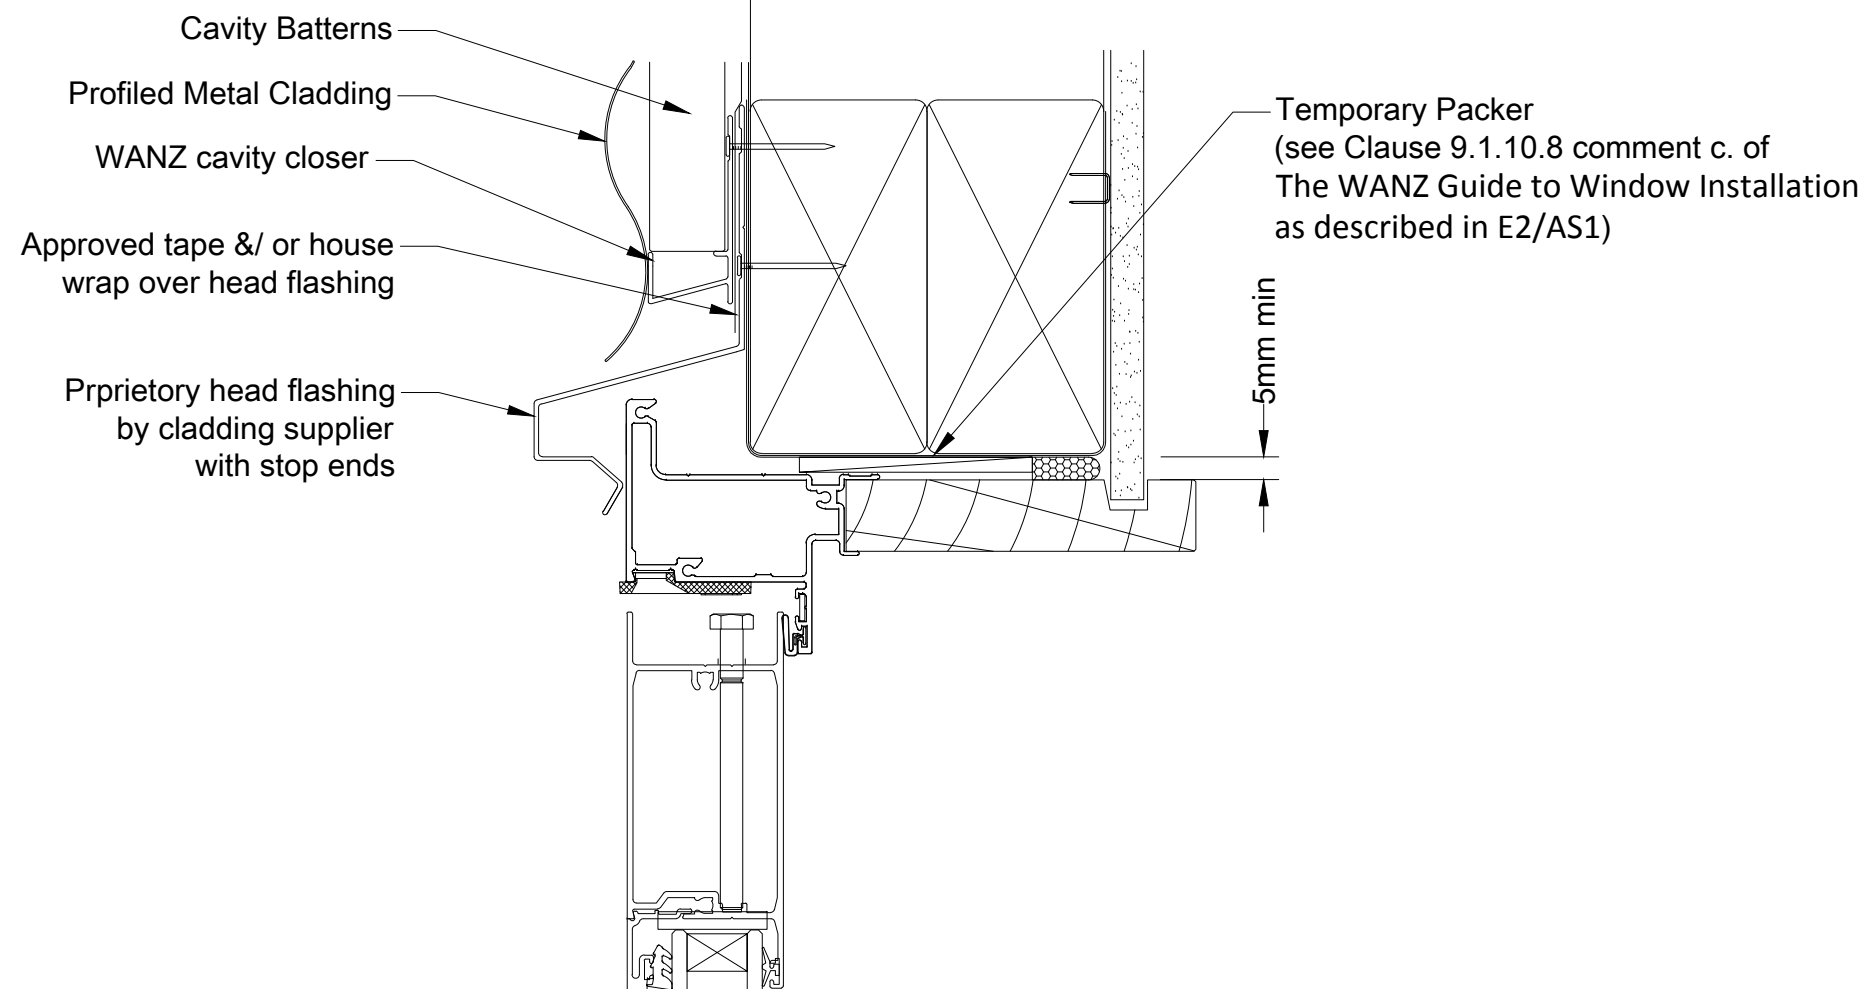 Cavity Batterns
Profiled Metal Cladding
WANZ cavity closer
Approved tape &/ or house
wrap over head flashing
Prprietory head flashing
by cladding supplier
with stop ends
Temporary Packer
(see Clause 9.1.10.8 comment c. of
The WANZ Guide to Window Installation
as described in E2/AS1)
5mm min